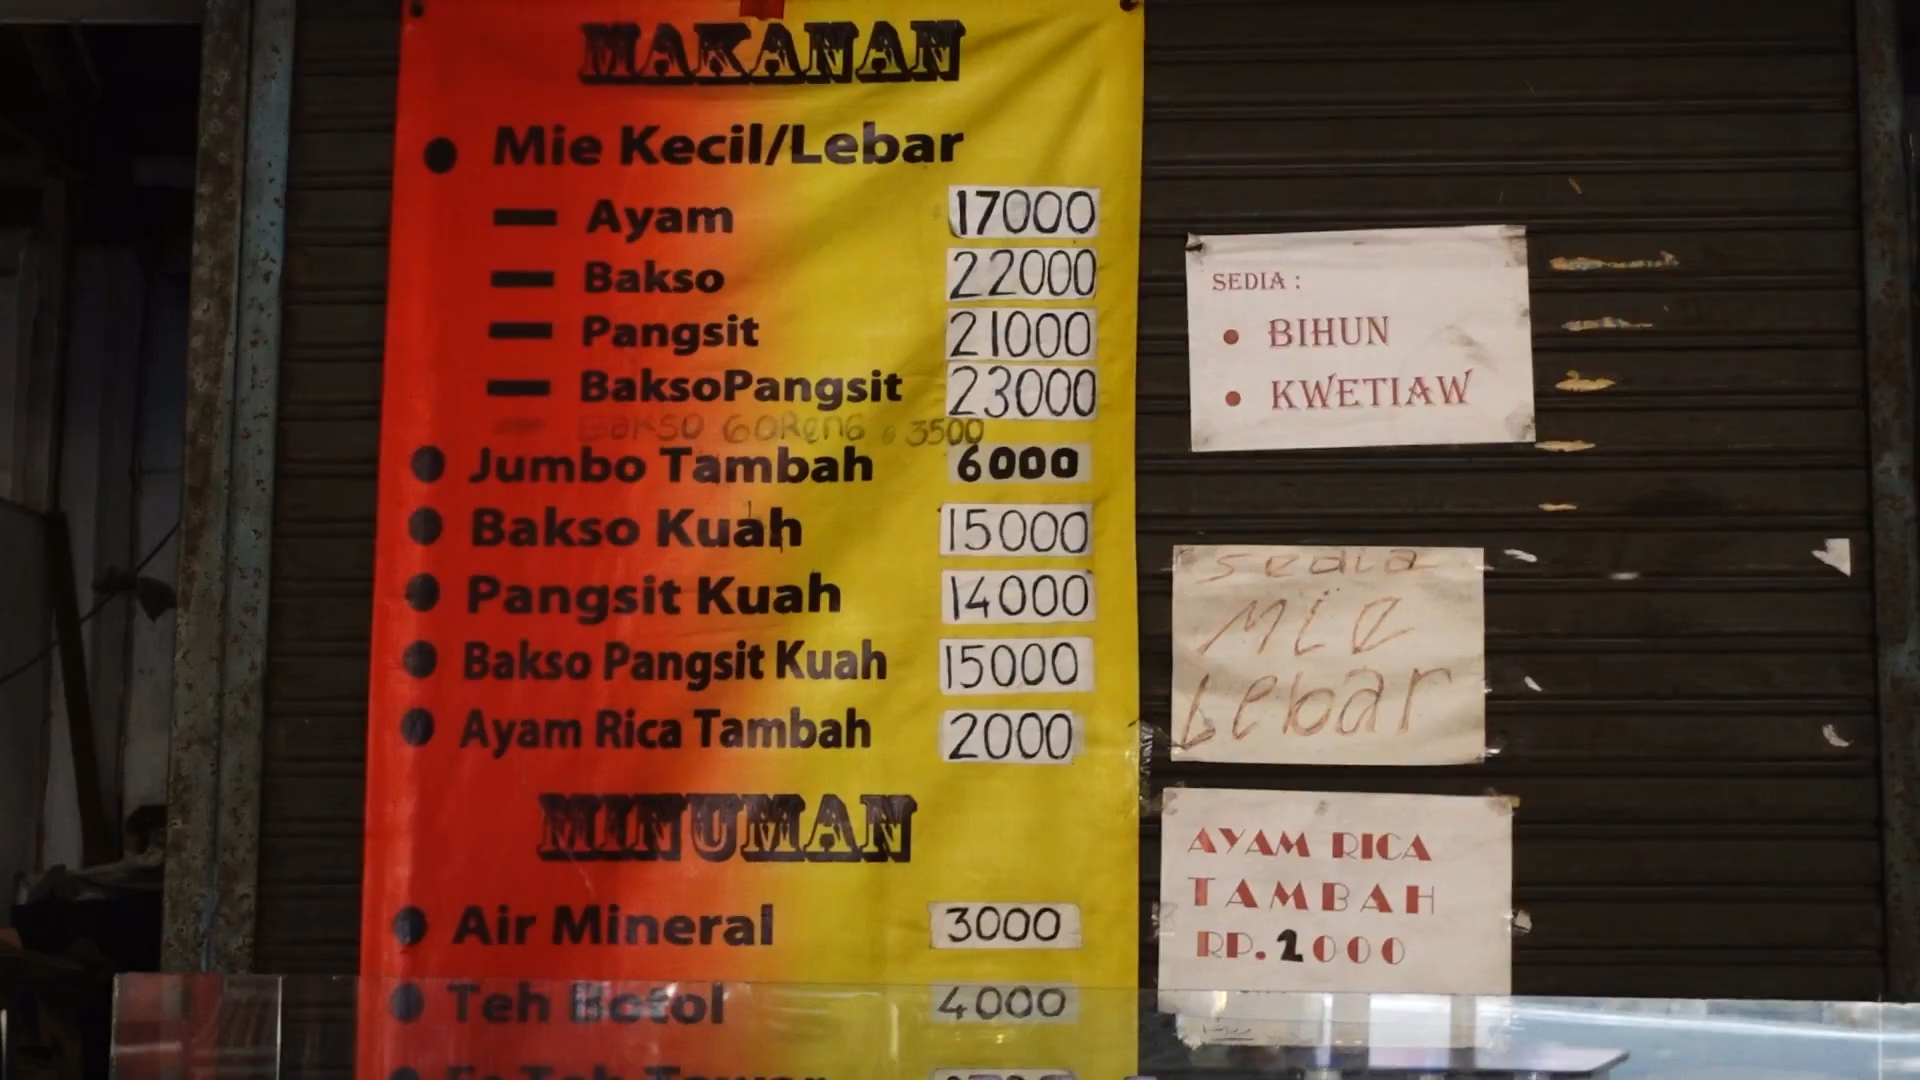 MAKANAN
• Mie Kecil/Lebar
— Ayam 17000
— Bakso 22000
— Pangsit 21000
— BaksoPangsit 23000
Bakso GoReng 3500
• Jumbo Tambah 6000
• Bakso Kuah 15000
• Pangsit Kuah 14000
• Bakso Pangsit Kuah 15000
• Ayam Rica Tambah 2000
MINUMAN
• Air Mineral 3000
• Teh Botol 4000
SEDIA :
• BIHUN
• KWETIAW
Sedia
Mie
Lebar
AYAM RICA
TAMBAH
RP.2000